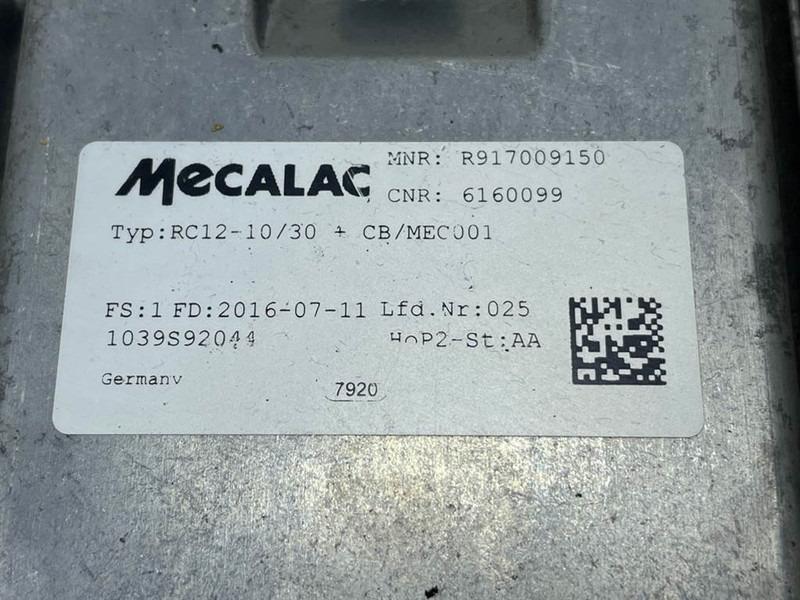 MECALAC
MNR: R917009150
CNR: 6160099
Typ:RC12-10/30 + CB/MEC001
FS:1 FD:2016-07-11 Lfd.Nr:025
1039S92044 HoP2-St:AA
Germany
7920